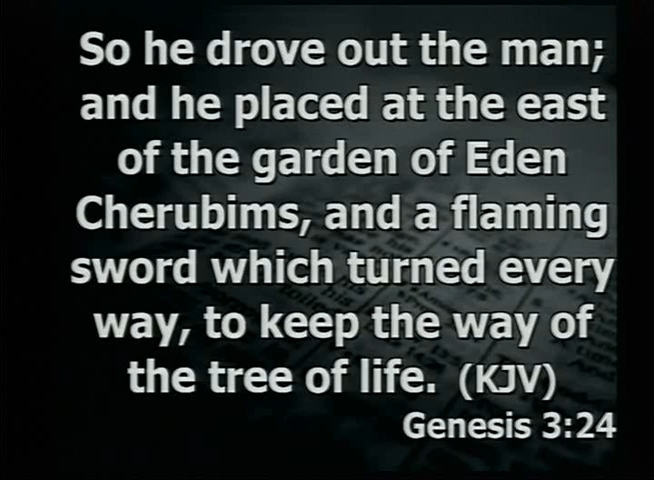 So he drove out the man;
and he placed at the east
of the garden of Eden
Cherubims, and a flaming
sword which turned every
way, to keep the way of
the tree of life. (KJV)
Genesis 3:24